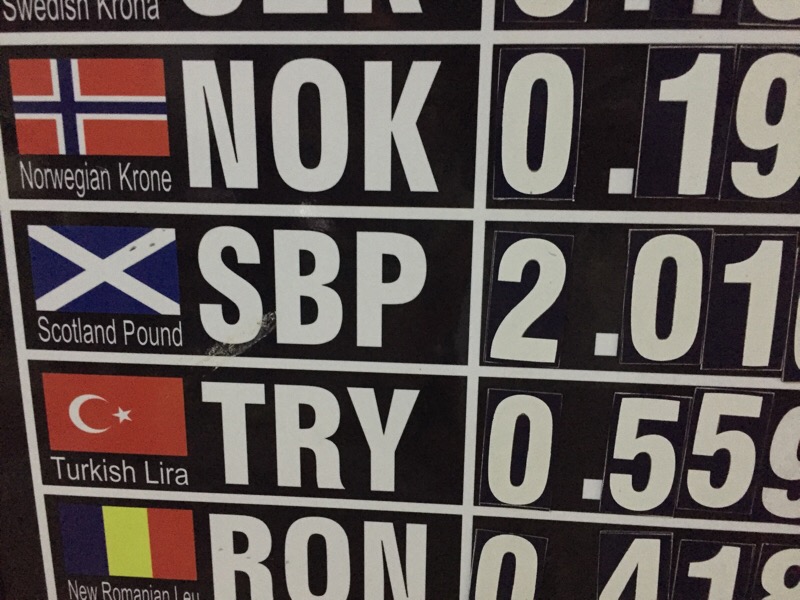 Swedish Krona
NOK 0.19
Norwegian Krone
SBP 2.01
Scotland Pound
TRY 0.559
Turkish Lira
RON 0.418
New Romanian Leu